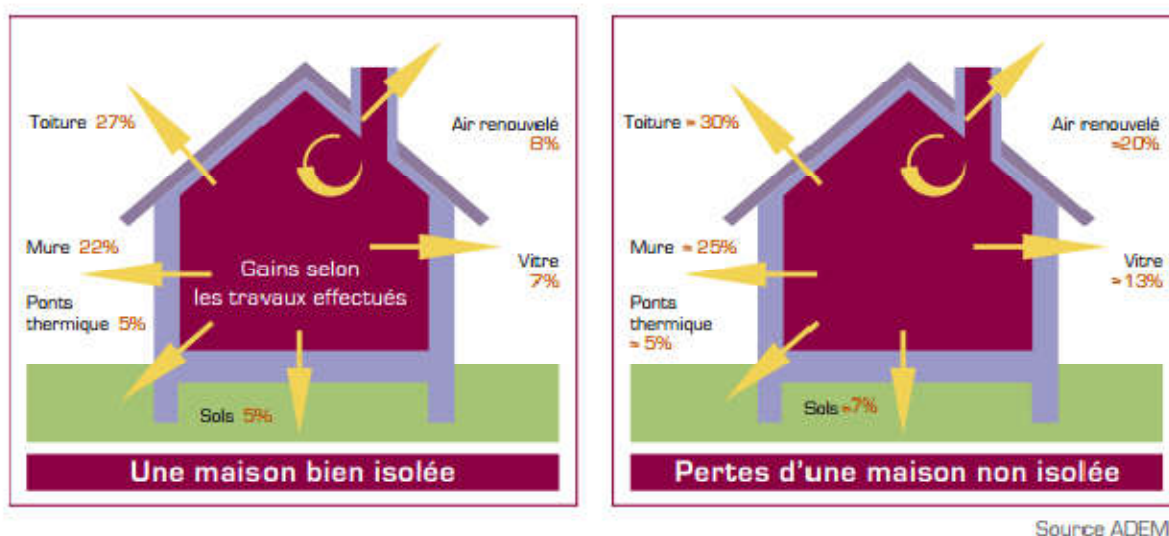 Toiture 27%
Air renouvelé
8%
Mure 22%
Vitre
7%
Gains selon
les travaux effectués
Ponts
thermique 5%
Sols 5%
Une maison bien isolée
Toiture ≈ 30%
Air renouvelé
≈20%
Mure ≈ 25%
Vitre
≈13%
Ponts
thermique
≈ 5%
Sols ≈7%
Pertes d'une maison non isolée
Source ADEM